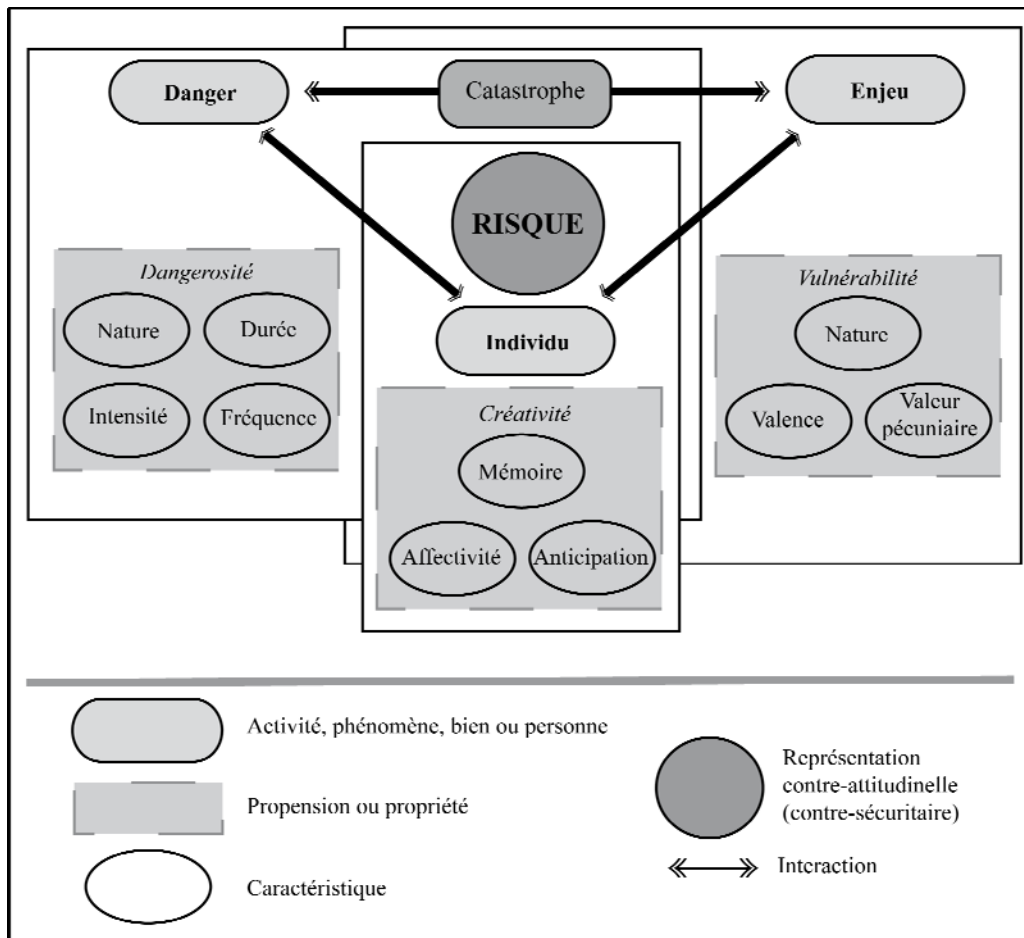 Danger
Catastrophe
Enjeu
RISQUE
Individu
Dangerosité
Nature
Durée
Intensité
Fréquence
Créativité
Mémoire
Affectivité
Anticipation
Vulnérabilité
Nature
Valence
Valeur
pécuniaire
Activité, phénomène, bien ou personne
Propension ou propriété
Caractéristique
Représentation
contre-attitudinelle
(contre-sécuritaire)
Interaction